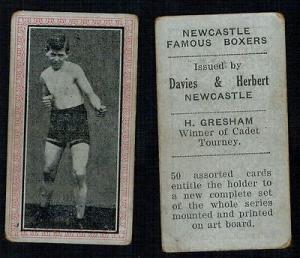 NEWCASTLE
FAMOUS BOXERS
Issued by
Davies & Herbert
NEWCASTLE
H. GRESHAM
Winner of Cadet
Tourney.
50 assorted cards
entitle the holder to
a new complete set
of the whole series
mounted and printed
on art board.